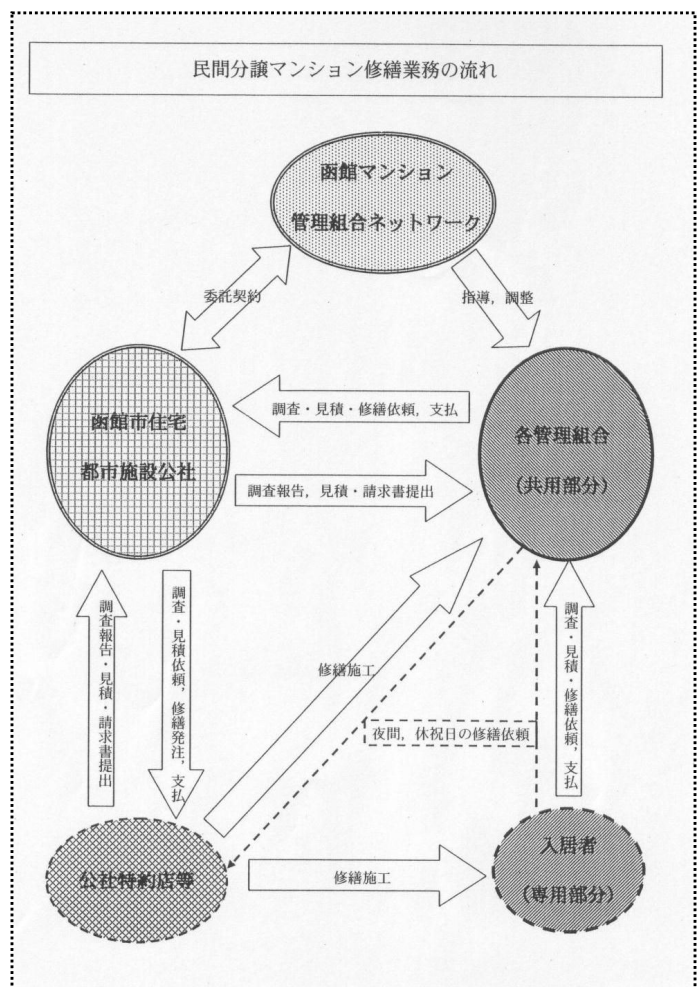 民間分譲マンション修繕業務の流れ
函館マンション
管理組合ネットワーク
委託契約
指導，調整
函館市住宅
都市施設公社
調査・見積・修繕依頼，支払
各管理組合
（共用部分）
調査報告，見積・請求書提出
調査報告・見積・請求書提出
調査・見積依頼，修繕発注，支払
修繕施工
調査・見積・修繕依頼，支払
夜間，休祝日の修繕依頼
公社特約店等
修繕施工
入居者
（専用部分）